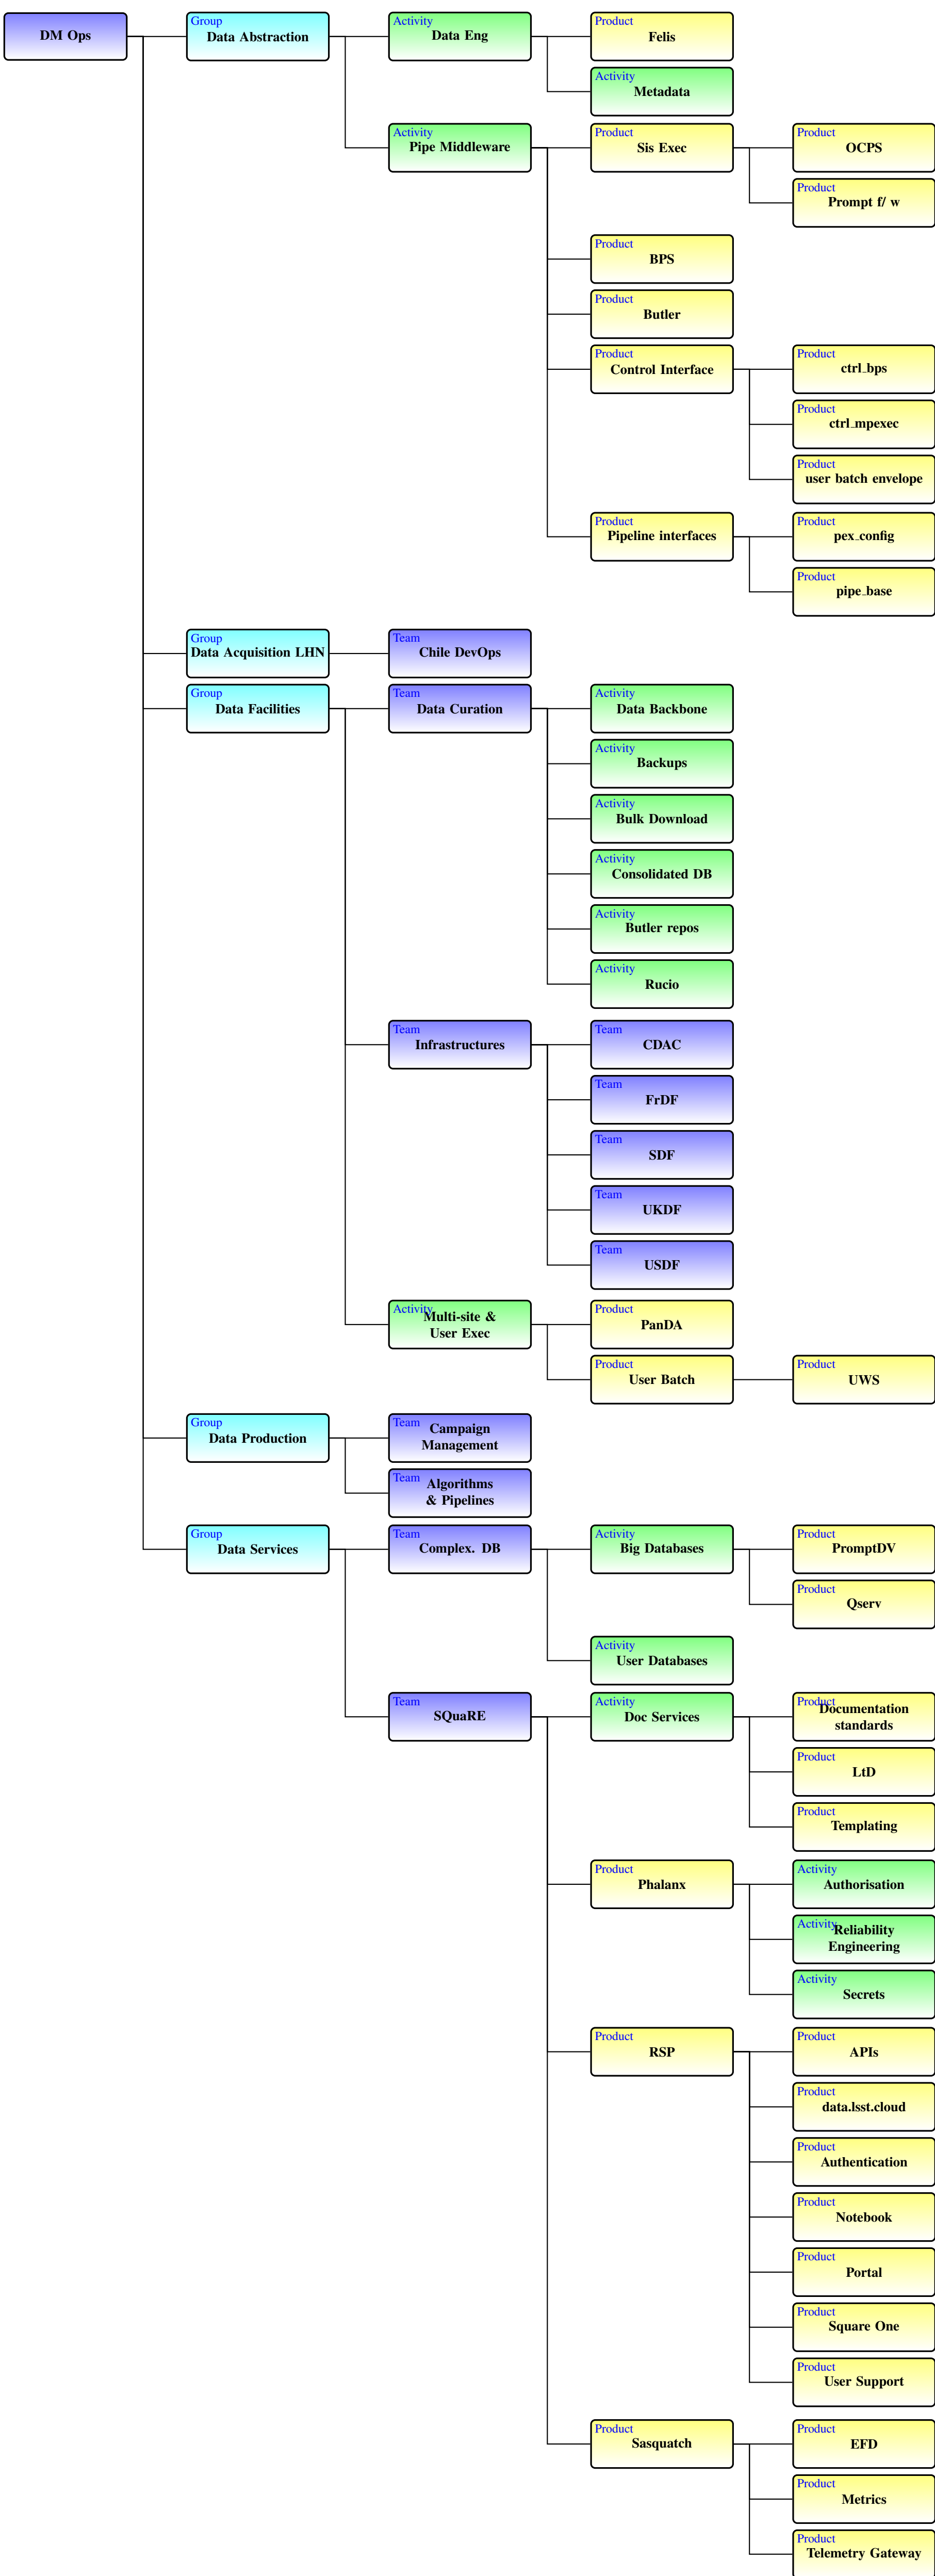 DM Ops
Group
Data Abstraction
Activity
Data Eng
Product
Felis
Activity
Metadata
Activity
Pipe Middleware
Product
Sis Exec
Product
OCPS
Product
Prompt f/ w
Product
BPS
Product
Butler
Product
Control Interface
Product
ctrl_bps
Product
ctrl_mpexec
Product
user batch envelope
Product
Pipeline interfaces
Product
pex_config
Product
pipe_base
Group
Data Acquisition LHN
Team
Chile DevOps
Group
Data Facilities
Team
Data Curation
Activity
Data Backbone
Activity
Backups
Activity
Bulk Download
Activity
Consolidated DB
Activity
Butler repos
Activity
Rucio
Team
Infrastructures
Team
CDAC
Team
FrDF
Team
SDF
Team
UKDF
Team
USDF
Activity
Multi-site &
User Exec
Product
PanDA
Product
User Batch
Product
UWS
Group
Data Production
Team
Campaign
Management
Team
Algorithms
& Pipelines
Group
Data Services
Team
Complex. DB
Activity
Big Databases
Product
PromptDV
Product
Qserv
Activity
User Databases
Team
SQuaRE
Activity
Doc Services
Product
Documentation
standards
Product
LtD
Product
Templating
Product
Phalanx
Activity
Authorisation
Activity
Reliability
Engineering
Activity
Secrets
Product
RSP
Product
APIs
Product
data.lsst.cloud
Product
Authentication
Product
Notebook
Product
Portal
Product
Square One
Product
User Support
Product
Sasquatch
Product
EFD
Product
Metrics
Product
Telemetry Gateway